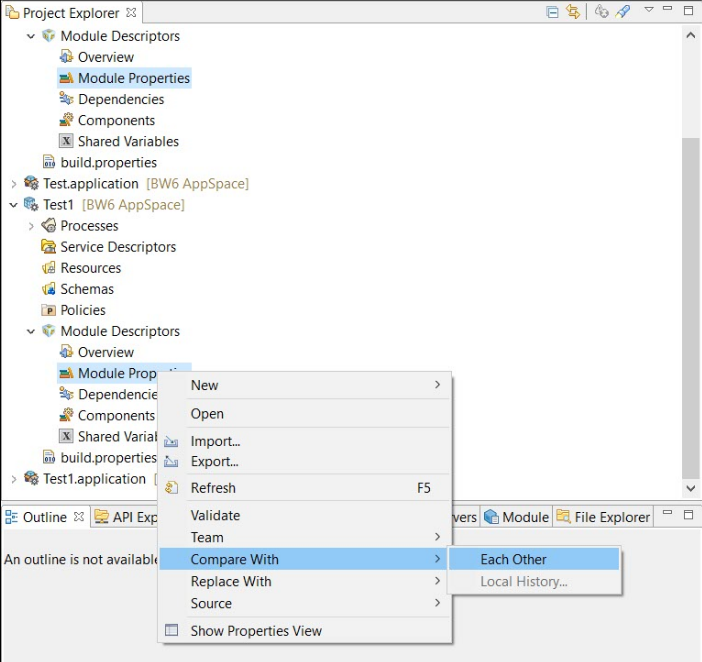 Project Explorer
Module Descriptors
Overview
Module Properties
Dependencies
Components
X Shared Variables
010 build.properties
Test.application [BW6 AppSpace]
Test1 [BW6 AppSpace]
Processes
Service Descriptors
Resources
Schemas
P Policies
Module Descriptors
Overview
Module Prop
New
Dependencie
Open
Components
Import...
X Shared Varia
Export...
010 build.properties
Test1.application [
Refresh F5
Outline
API Exp
Validate
vers
Module
File Explorer
Team
An outline is not available
Compare With
Each Other
Replace With
Local History...
Source
Show Properties View